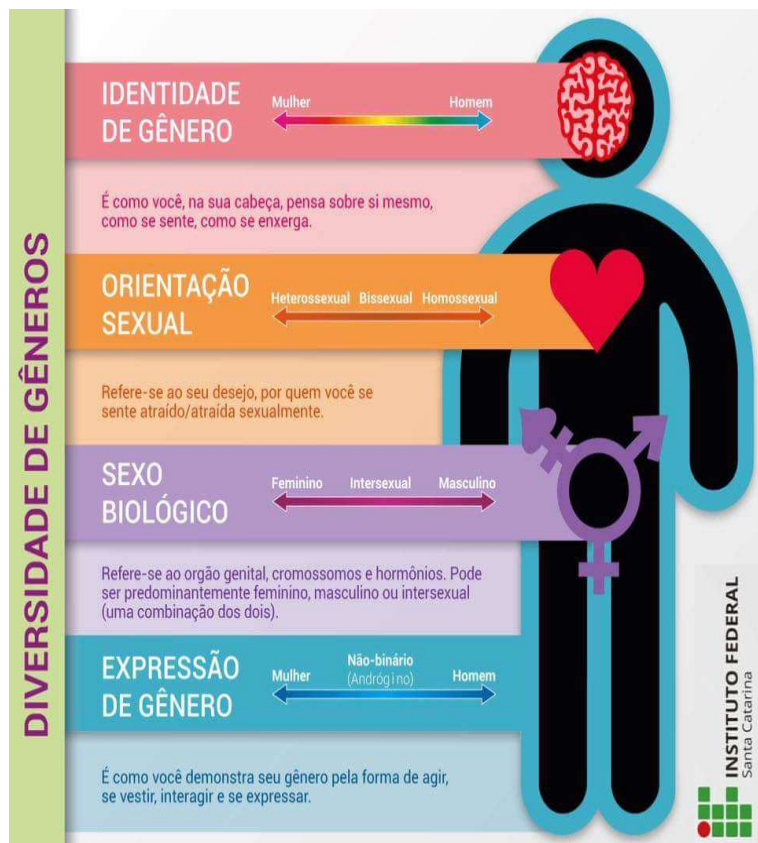 DIVERSIDADE DE GÊNEROS
IDENTIDADE
DE GÊNERO
Mulher Homem
É como você, na sua cabeça, pensa sobre si mesmo,
como se sente, como se enxerga.
ORIENTAÇÃO
SEXUAL
Heterossexual Bissexual Homossexual
Refere-se ao seu desejo, por quem você se
sente atraído/atraída sexualmente.
SEXO
BIOLÓGICO
Feminino Intersexual Masculino
Refere-se ao orgão genital, cromossomos e hormônios. Pode
ser predominantemente feminino, masculino ou intersexual
(uma combinação dos dois).
EXPRESSÃO
DE GÊNERO
Mulher Não-binário Homem
(Andrógino)
É como você demonstra seu gênero pela forma de agir,
se vestir, interagir e se expressar.
INSTITUTO FEDERAL
Santa Catarina